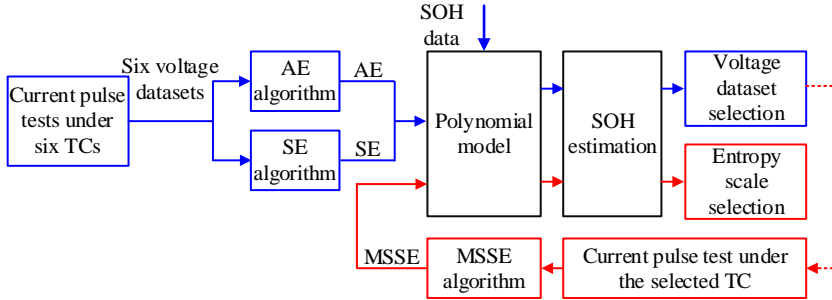 SOH
data
Six voltage
datasets
Current pulse
tests under
six TCs
AE
algorithm
AE
SE
algorithm
SE
Polynomial
model
SOH
estimation
Voltage
dataset
selection
Entropy
scale
selection
MSSE
MSSE
algorithm
Current pulse test under
the selected TC